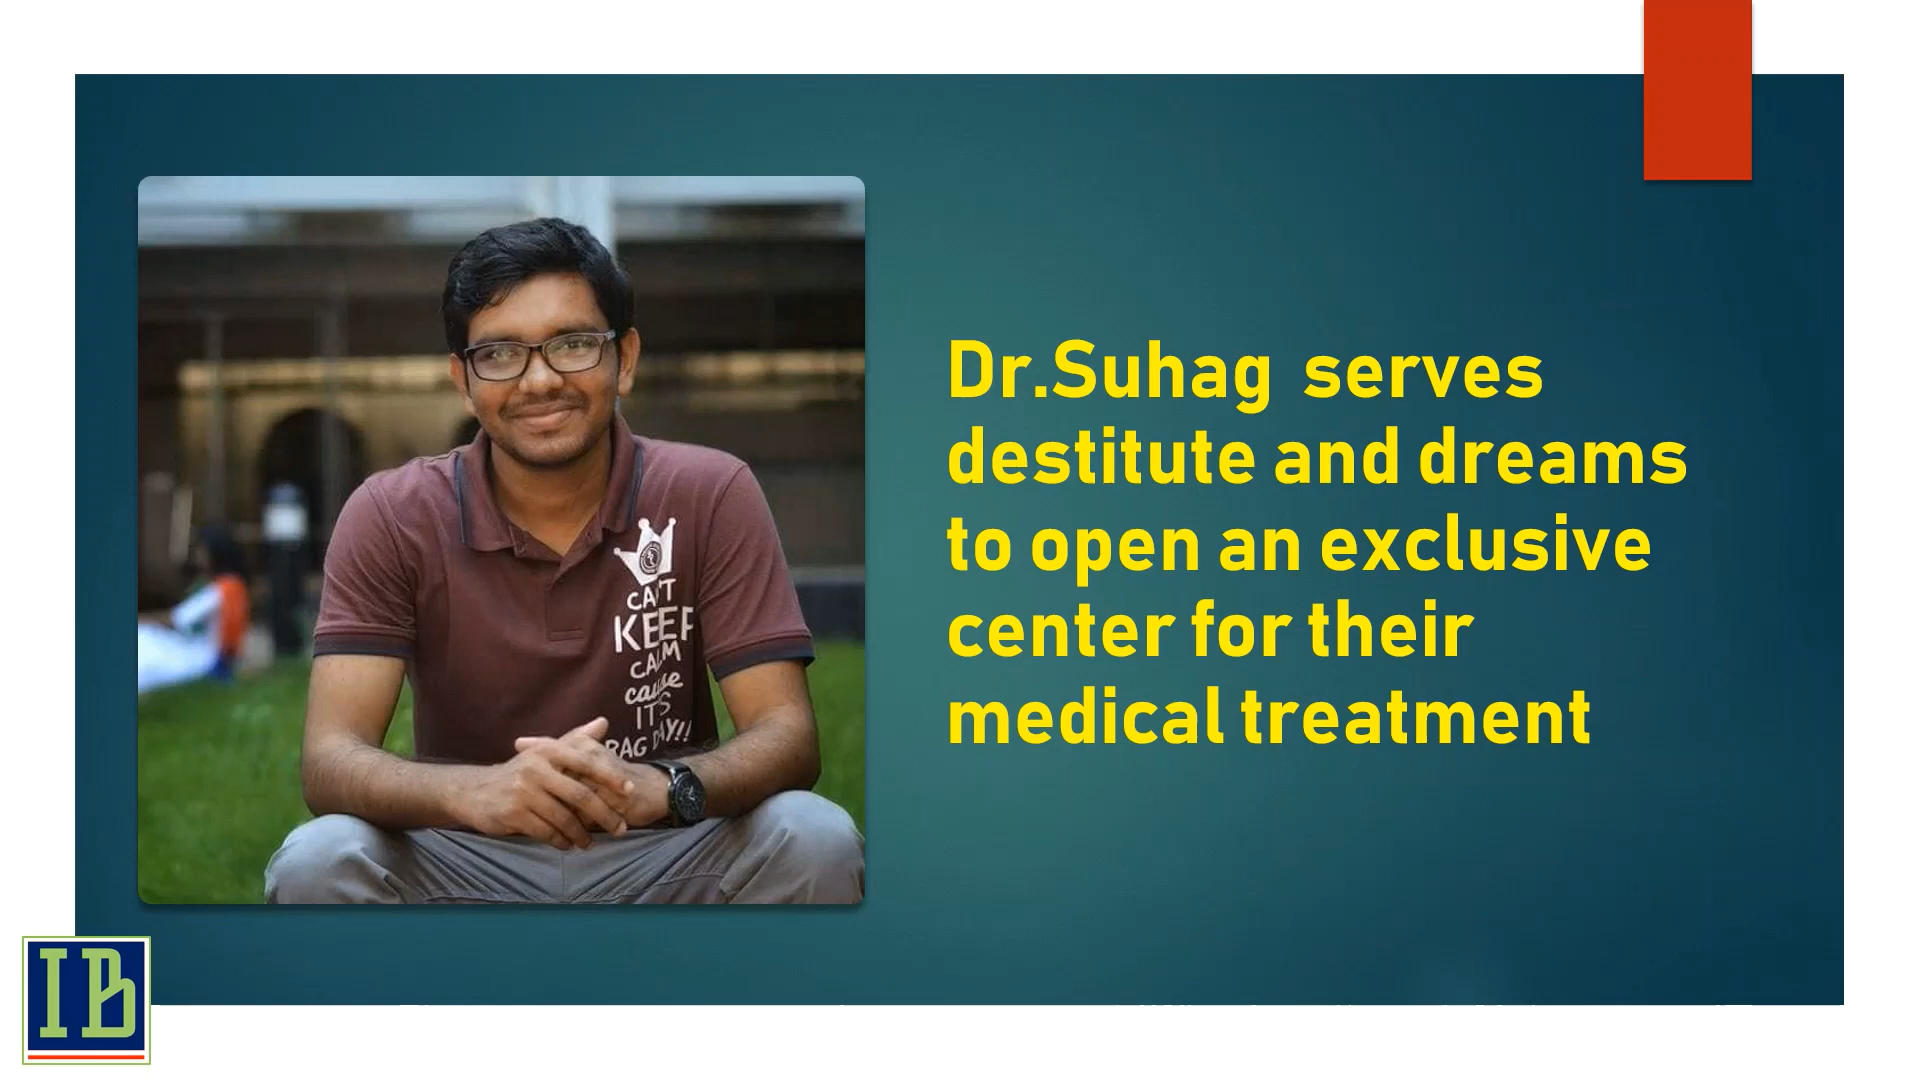 Dr.Suhag serves
destitute and dreams
to open an exclusive
center for their
medical treatment
CAN'T
KEEP
CALM
cause
IT'S
RAG DAY!!
IB